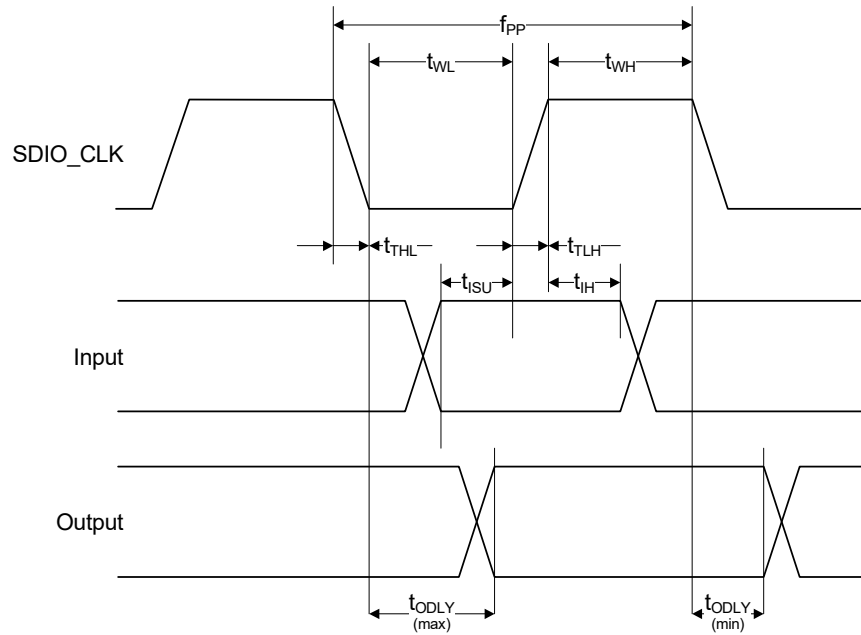 fPP
tWL tWH
SDIO_CLK
tTHL tTLH
tISU tIH
Input
Output
tODLY tODLY
(max) (min)